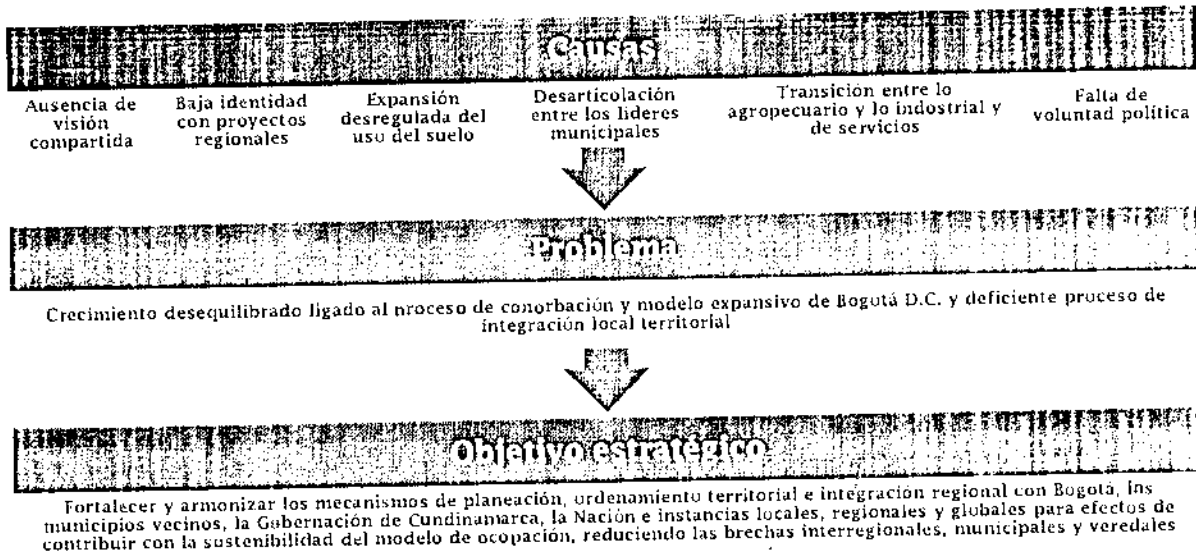 Causas
Ausencia de
visión
compartida
Baja identidad
con proyectos
regionales
Expansión
desregulada del
uso del suelo
Desarticolación
entre los líderes
municipales
Transición entre lo
agropecuario y lo industrial y
de servicios
Falta de
voluntad política
Problema
Crecimiento desequilibrado ligado al proceso de conorbación y modelo expansivo de Bogotá D.C. y deficiente proceso de
integración local territorial
Objetivo estratégico
Fortalecer y armonizar los mecanismos de planeación, ordenamiento territorial e integración regional con Bogotá, los
municipios vecinos, la Gobernación de Cundinamarca, la Nación e instancias locales, regionales y globales para efectos de
contribuir con la sustenibilidad del modelo de ocopación, reduciendo las brechas interregionales, municipales y veredales